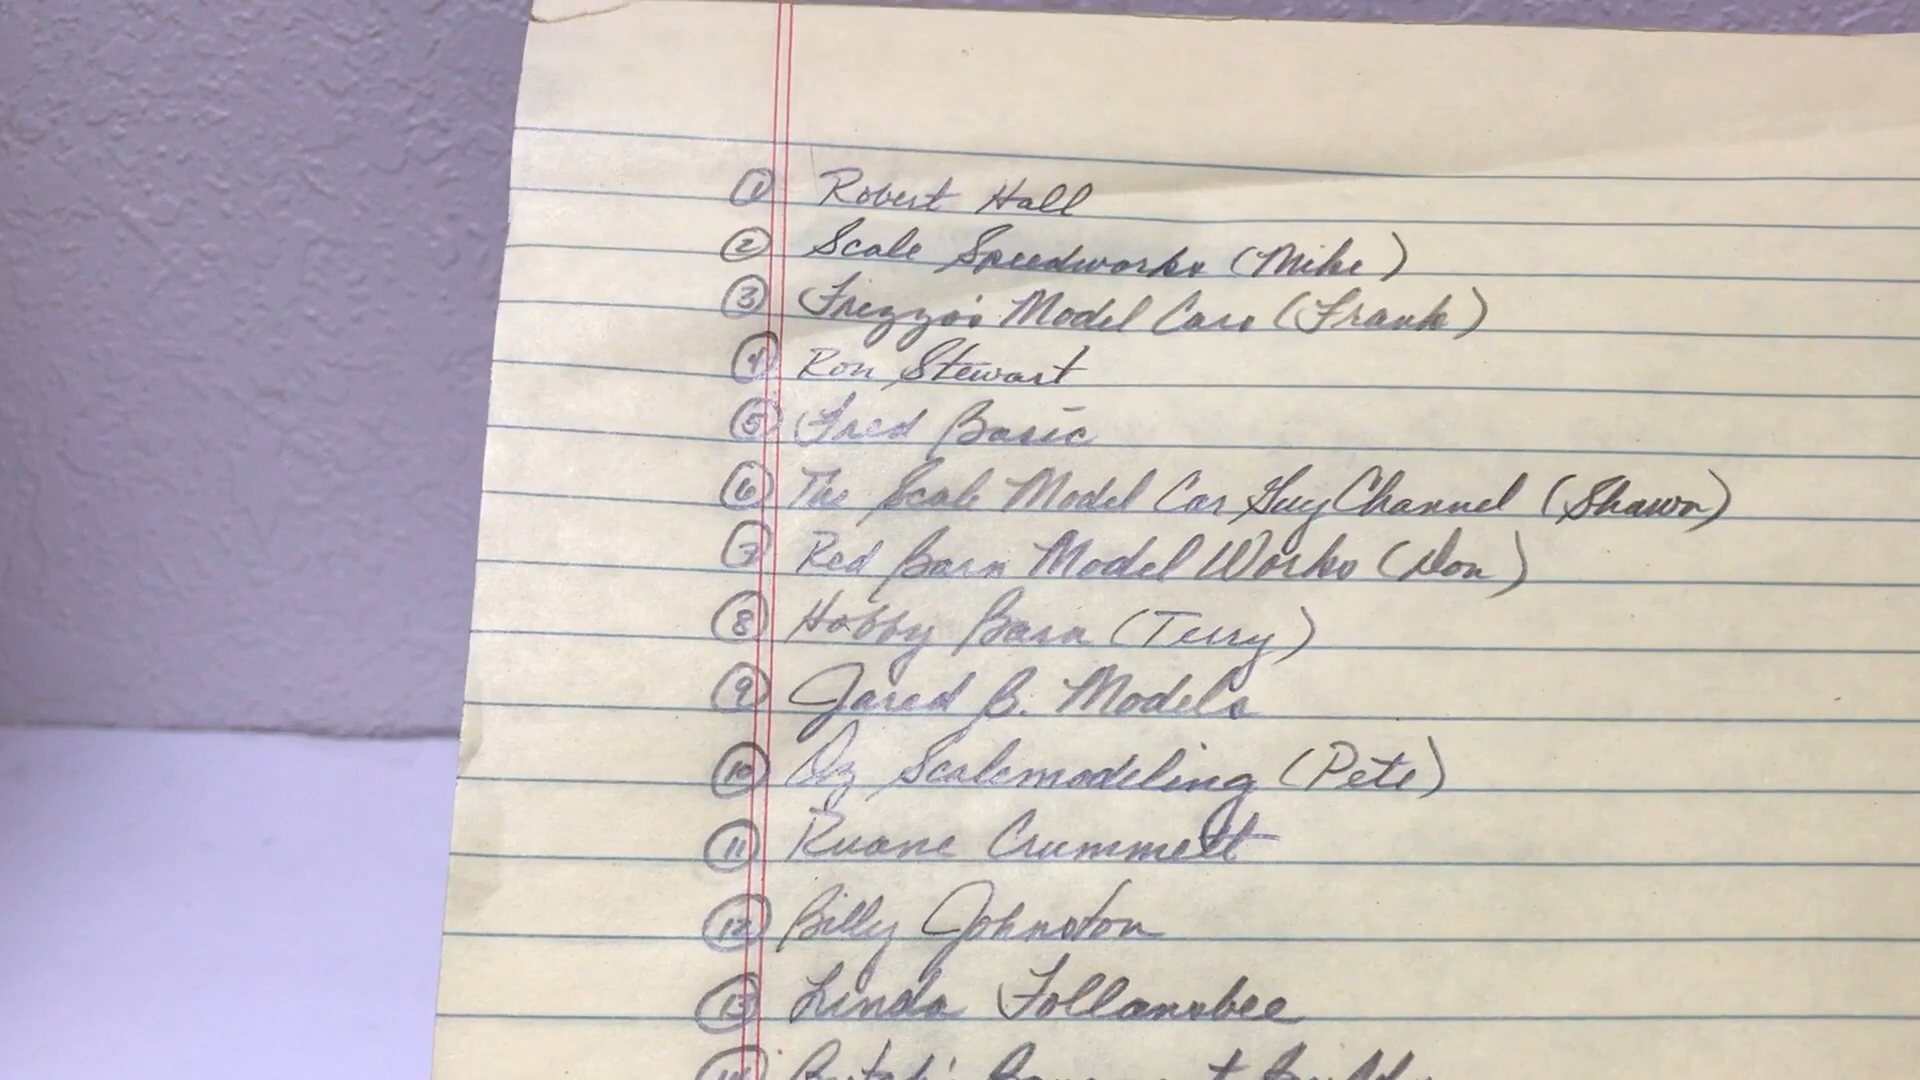 ① Robert Hall
② Scale Speedworks (Mike)
③ Frezzo's Model Cars (Frank)
④ Ron Stewart
⑤ Fred Basic
⑥ The Scale Model Car Guy Channel (Shawn)
⑦ Red Barn Model Works (Don)
⑧ Hobby Barn (Terry)
⑨ Jared B. Models
⑩ Oz Scalemodeling (Pete)
⑪ Ruane Crummett
⑫ Billy Johnston
⑬ Linda Follansbee
⑭ Butch's